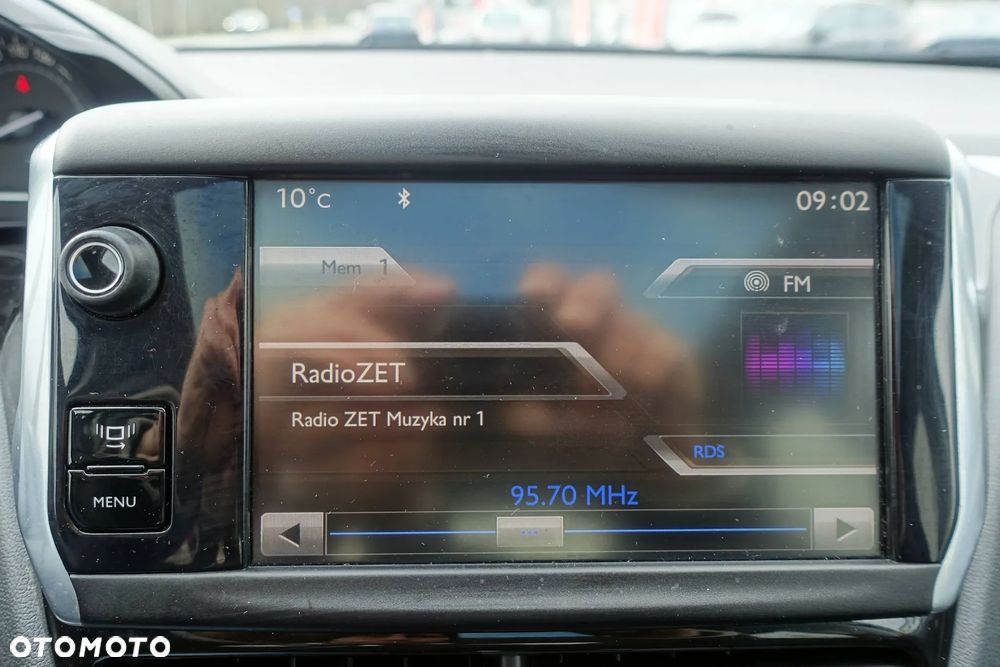 10°C
09:02
Mem 1
FM
RadioZET
Radio ZET Muzyka nr 1
RDS
MENU
95.70 MHz
...
OTOMOTO